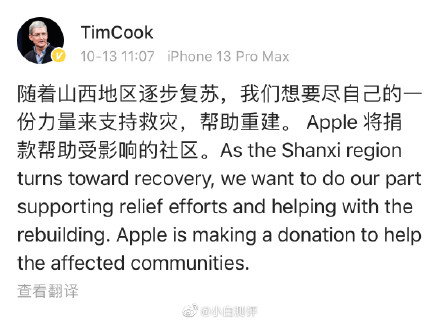 TimCook
10-13 11:07 iPhone 13 Pro Max
随着山西地区逐步复苏，我们想要尽自己的一
份力量来支持救灾，帮助重建。 Apple 将捐
款帮助受影响的社区。As the Shanxi region
turns toward recovery, we want to do our part
supporting relief efforts and helping with the
rebuilding. Apple is making a donation to help
the affected communities.
查看翻译
@小白测评